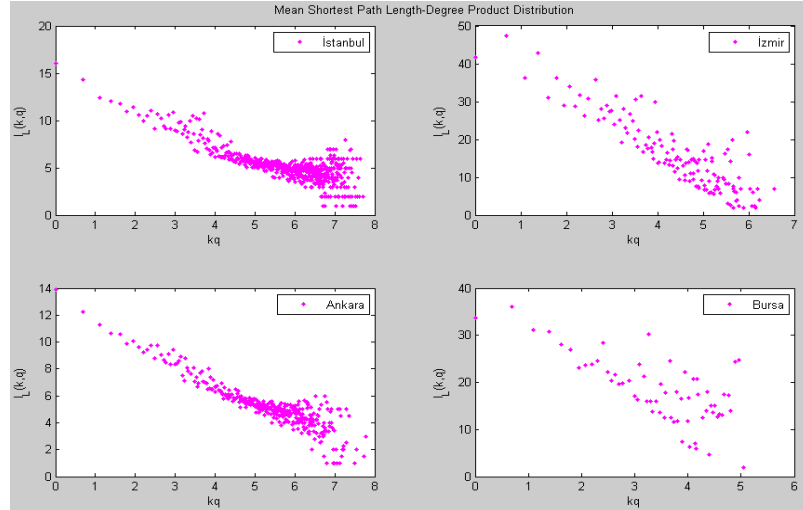 Mean Shortest Path Length-Degree Product Distribution
20
15
10
5
0
0 1 2 3 4 5 6 7 8
kq
l_L(k,q)
İstanbul
50
40
30
20
10
0
0 1 2 3 4 5 6 7
kq
l_L(k,q)
İzmir
14
12
10
8
6
4
2
0
0 1 2 3 4 5 6 7 8
kq
l_L(k,q)
Ankara
40
30
20
10
0
0 1 2 3 4 5 6
kq
l_L(k,q)
Bursa